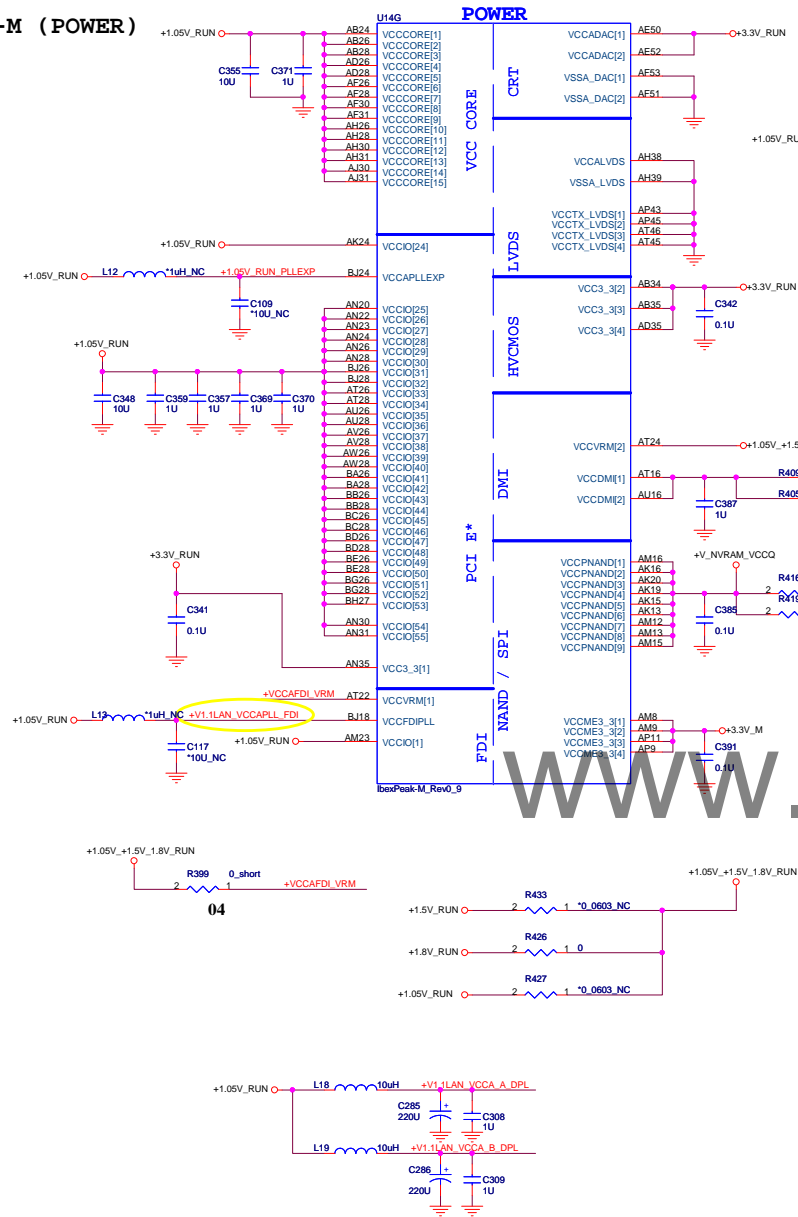 -M (POWER)
U14G
POWER
+1.05V_RUN
C355
10U
C371
1U
AB24 VCCCORE[1]
AB26 VCCCORE[2]
AB28 VCCCORE[3]
AD26 VCCCORE[4]
AD28 VCCCORE[5]
AF26 VCCCORE[6]
AF28 VCCCORE[7]
AF30 VCCCORE[8]
AF31 VCCCORE[9]
AH26 VCCCORE[10]
AH28 VCCCORE[11]
AH30 VCCCORE[12]
AH31 VCCCORE[13]
AJ30 VCCCORE[14]
AJ31 VCCCORE[15]
VCC CORE
CRT
VCCADAC[1] AE50 +3.3V_RUN
VCCADAC[2] AE52
VSSA_DAC[1] AF53
VSSA_DAC[2] AF51
+1.05V_RU
LVDS
VCCALVDS AH38
VSSA_LVDS AH39
VCCTX_LVDS[1] AP43
VCCTX_LVDS[2] AP45
VCCTX_LVDS[3] AT46
VCCTX_LVDS[4] AT45
+1.05V_RUN AK24 VCCIO[24]
+1.05V_RUN L12 *1uH_NC +1.05V_RUN_PLLEXP BJ24 VCCAPLLEXP
C109
*10U_NC
HVCMOS
VCC3_3[2] AB34 +3.3V_RUN
VCC3_3[3] AB35
VCC3_3[4] AD35
C342
0.1U
+1.05V_RUN
C348
10U
C359
1U
C357
1U
C369
1U
C370
1U
AN20 VCCIO[25]
AN22 VCCIO[26]
AN23 VCCIO[27]
AN24 VCCIO[28]
AN26 VCCIO[29]
AN28 VCCIO[30]
BJ26 VCCIO[31]
BJ28 VCCIO[32]
AT26 VCCIO[33]
AT28 VCCIO[34]
AU26 VCCIO[35]
AU28 VCCIO[36]
AV26 VCCIO[37]
AV28 VCCIO[38]
AW26 VCCIO[39]
AW28 VCCIO[40]
BA26 VCCIO[41]
BA28 VCCIO[42]
BB26 VCCIO[43]
BB28 VCCIO[44]
BC26 VCCIO[45]
BC28 VCCIO[46]
BD26 VCCIO[47]
BD28 VCCIO[48]
BE26 VCCIO[49]
BE28 VCCIO[50]
BG26 VCCIO[51]
BG28 VCCIO[52]
BH27 VCCIO[53]
AN30 VCCIO[54]
AN31 VCCIO[55]
PCI E*
DMI
VCCVRM[2] AT24 +1.05V_+1.5
VCCDMI[1] AT16
VCCDMI[2] AU16
C387
1U
R409
R405
+3.3V_RUN
C341
0.1U
AN35 VCC3_3[1]
NAND / SPI
VCCPNAND[1] AM16
VCCPNAND[2] AK16
VCCPNAND[3] AK20
VCCPNAND[4] AK19
VCCPNAND[5] AK15
VCCPNAND[6] AK13
VCCPNAND[7] AM12
VCCPNAND[8] AM13
VCCPNAND[9] AM15
+V_NVRAM_VCCQ
C385
0.1U
2 R416
2 R419
+VCCAFDI_VRM AT22 VCCVRM[1]
+1.05V_RUN L13 *1uH_NC +V1.1LAN_VCCAPLL_FDI BJ18 VCCFDIPLL
C117
*10U_NC
+1.05V_RUN AM23 VCCIO[1]
FDI
VCCME3_3[1] AM8
VCCME3_3[2] AM9
VCCME3_3[3] AP11
VCCME3_3[4] AP9
+3.3V_M
C391
0.1U
IbexPeak-M_Rev0_9
www.
+1.05V_+1.5V_1.8V_RUN
2 R399 1 0_short +VCCAFDI_VRM
04
+1.05V_+1.5V_1.8V_RUN
+1.5V_RUN 2 R433 1 *0_0603_NC
+1.8V_RUN 2 R426 1 0
+1.05V_RUN 2 R427 1 *0_0603_NC
+1.05V_RUN L18 10uH +V1.1LAN_VCCA_A_DPL
C285
220U
+
C308
1U
L19 10uH +V1.1LAN_VCCA_B_DPL
C286
220U
+
C309
1U